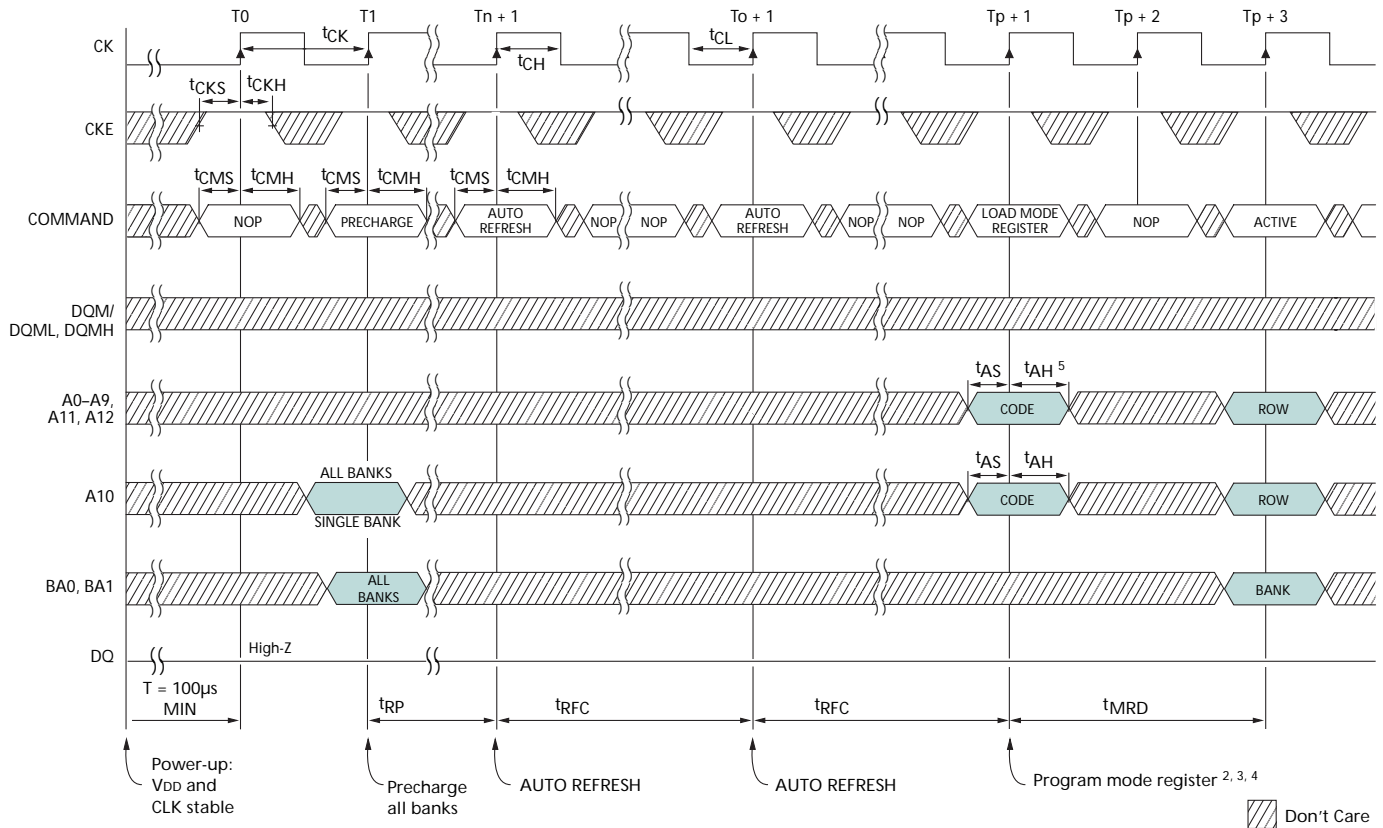 T0 T1 Tn + 1 To + 1 Tp + 1 Tp + 2 Tp + 3
CK
tCK
tCH
tCL
tCKS tCKH
CKE
tCMS tCMH tCMS tCMH tCMS tCMH
COMMAND
NOP PRECHARGE AUTO REFRESH NOP NOP AUTO REFRESH NOP NOP LOAD MODE REGISTER NOP ACTIVE
DQM/
DQML, DQMH
tAS tAH 5
A0–A9,
A11, A12
CODE ROW
ALL BANKS
tAS tAH
A10
CODE ROW
SINGLE BANK
BA0, BA1
ALL
BANKS
BANK
High-Z
DQ
T = 100µs
MIN
tRP tRFC tRFC tMRD
Power-up:
VDD and
CLK stable
Precharge
all banks
AUTO REFRESH
AUTO REFRESH
Program mode register 2, 3, 4
Don't Care